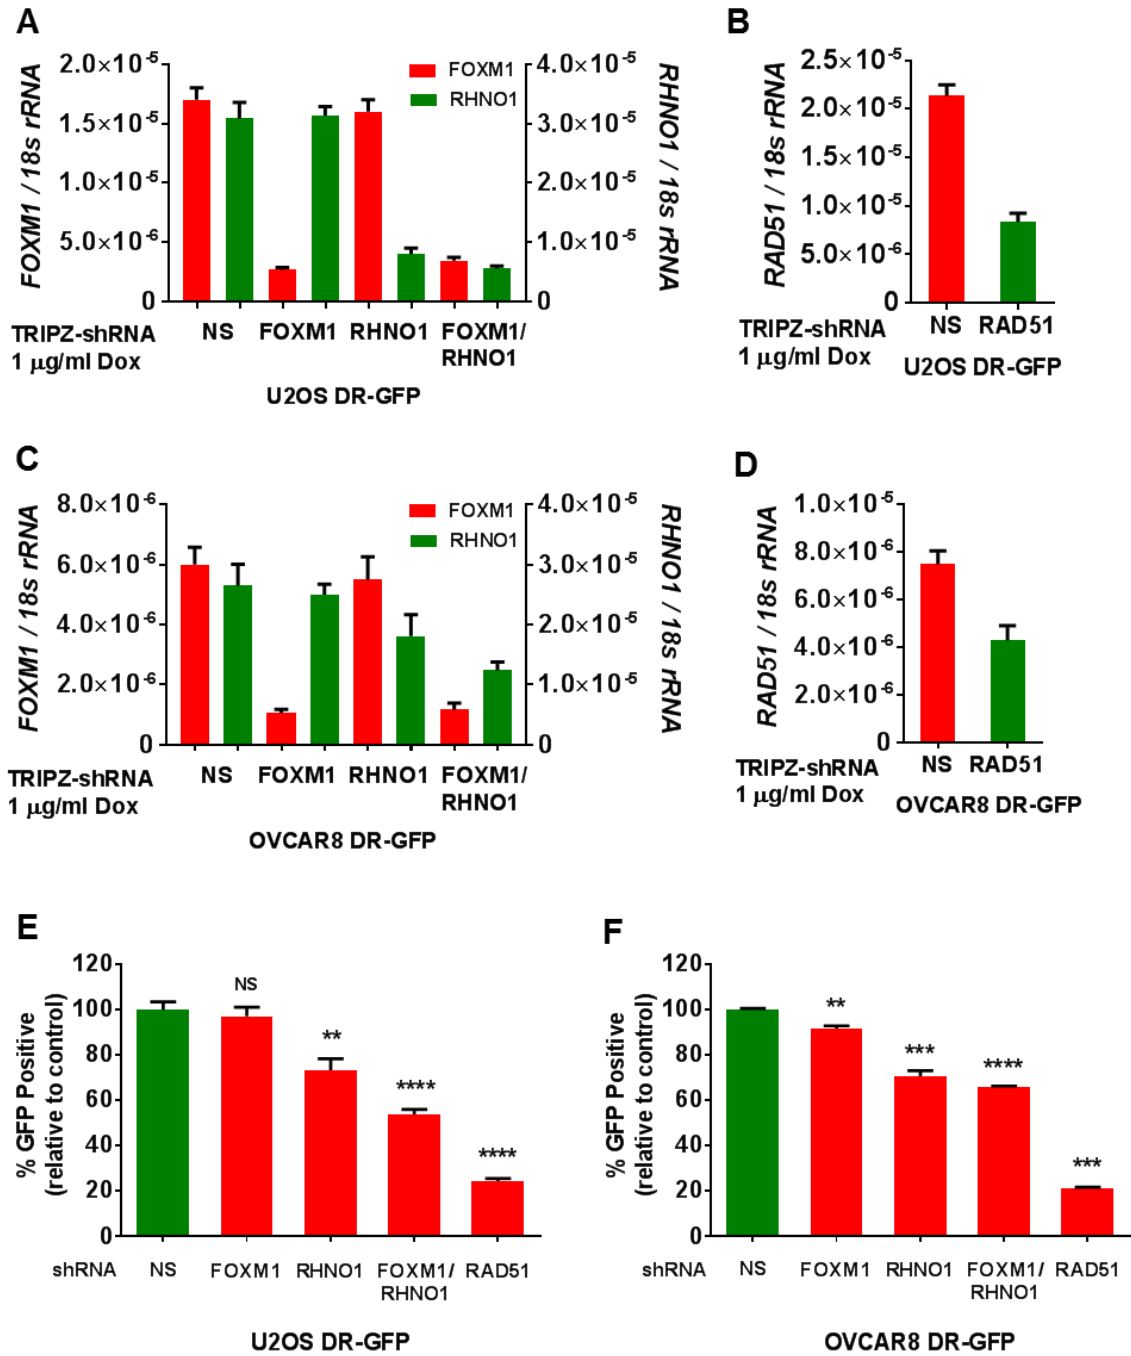 A
FOXM1 / 18s rRNA
2.0×10⁻⁵
1.5×10⁻⁵
1.0×10⁻⁵
5.0×10⁻⁶
0
FOXM1
RHNO1
4.0×10⁻⁵
3.0×10⁻⁵
2.0×10⁻⁵
1.0×10⁻⁵
0
RHNO1 / 18s rRNA
TRIPZ-shRNA
1 μg/ml Dox
NS
FOXM1
RHNO1
FOXM1/
RHNO1
U2OS DR-GFP
B
RAD51 / 18s rRNA
2.5×10⁻⁵
2.0×10⁻⁵
1.5×10⁻⁵
1.0×10⁻⁵
5.0×10⁻⁶
0
TRIPZ-shRNA
1 μg/ml Dox
NS
RAD51
U2OS DR-GFP
C
FOXM1 / 18s rRNA
8.0×10⁻⁶
6.0×10⁻⁶
4.0×10⁻⁶
2.0×10⁻⁶
0
FOXM1
RHNO1
4.0×10⁻⁵
3.0×10⁻⁵
2.0×10⁻⁵
1.0×10⁻⁵
0
RHNO1 / 18s rRNA
TRIPZ-shRNA
1 μg/ml Dox
NS
FOXM1
RHNO1
FOXM1/
RHNO1
OVCAR8 DR-GFP
D
RAD51 / 18s rRNA
1.0×10⁻⁵
8.0×10⁻⁶
6.0×10⁻⁶
4.0×10⁻⁶
2.0×10⁻⁶
0
TRIPZ-shRNA
1 μg/ml Dox
NS
RAD51
OVCAR8 DR-GFP
E
% GFP Positive
(relative to control)
120
100
80
60
40
20
0
NS
**
****
****
shRNA
NS
FOXM1
RHNO1
FOXM1/
RHNO1
RAD51
U2OS DR-GFP
F
% GFP Positive
(relative to control)
120
100
80
60
40
20
0
**
***
****
***
shRNA
NS
FOXM1
RHNO1
FOXM1/
RHNO1
RAD51
OVCAR8 DR-GFP